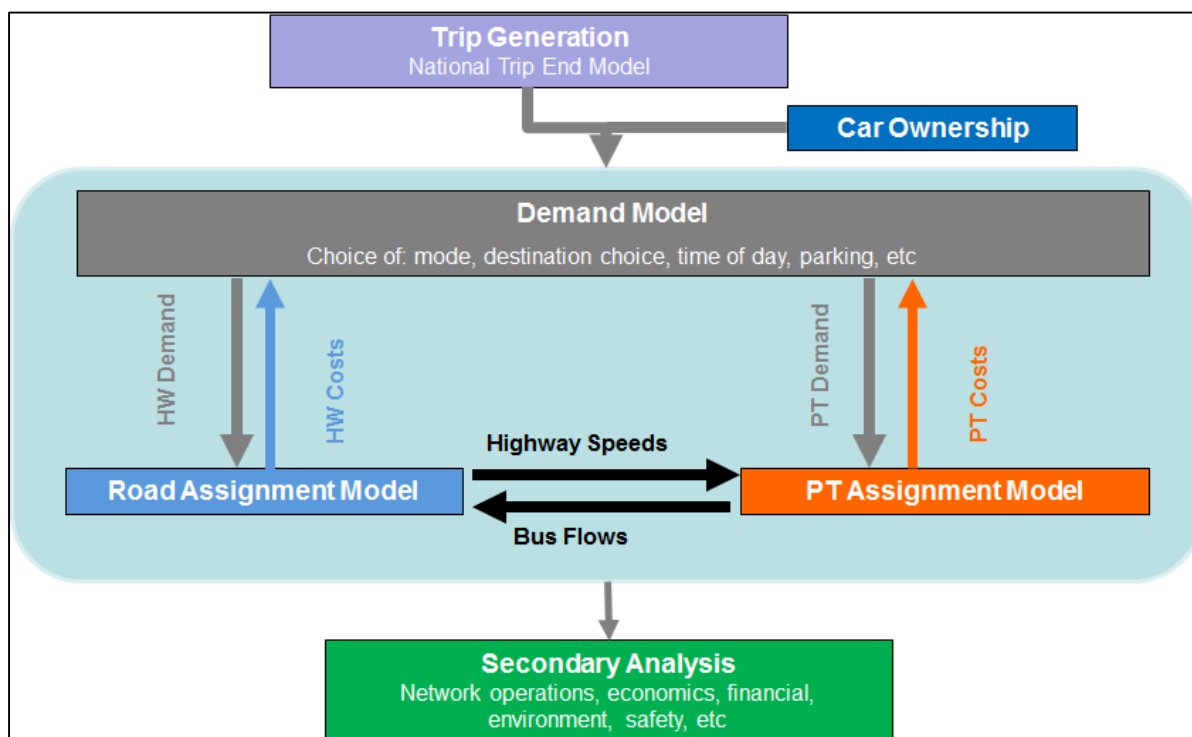 Trip Generation
National Trip End Model
Car Ownership
Demand Model
Choice of: mode, destination choice, time of day, parking, etc
HW Demand
HW Costs
PT Demand
PT Costs
Highway Speeds
Road Assignment Model
PT Assignment Model
Bus Flows
Secondary Analysis
Network operations, economics, financial,
environment, safety, etc